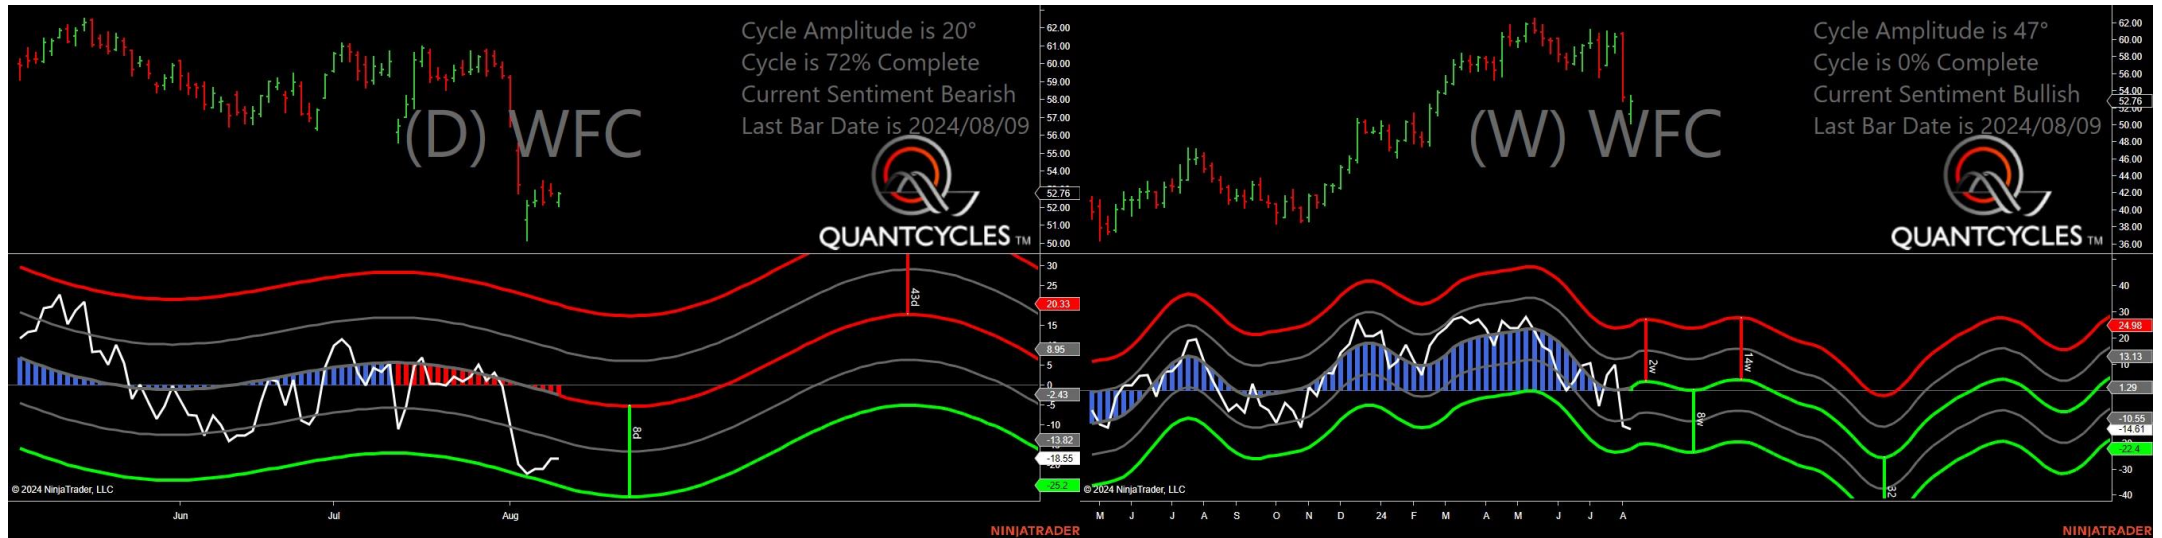 Cycle Amplitude is 20°
Cycle is 72% Complete
Current Sentiment Bearish
Last Bar Date is 2024/08/09
(D) WFC
QUANTCYCLES TM
62.00
61.00
60.00
59.00
58.00
57.00
56.00
55.00
54.00
52.76
52.00
51.00
50.00
30
25
20.33
15
8.95
5
0
-2.43
-5
-10
-13.82
-18.55
-25.2
43d
8d
© 2024 NinjaTrader, LLC
Jun Jul Aug
NINJATRADER
Cycle Amplitude is 47°
Cycle is 0% Complete
Current Sentiment Bullish
Last Bar Date is 2024/08/09
(W) WFC
QUANTCYCLES TM
62.00
60.00
58.00
56.00
54.00
52.76
52.00
50.00
48.00
46.00
44.00
42.00
40.00
38.00
36.00
40
30
24.98
20
13.13
10
1.29
-10.55
-14.61
-22.4
-30
-40
2w
14w
8w
32
© 2024 NinjaTrader, LLC
M J J A S O N D 24 F M A M J J A
NINJATRADER